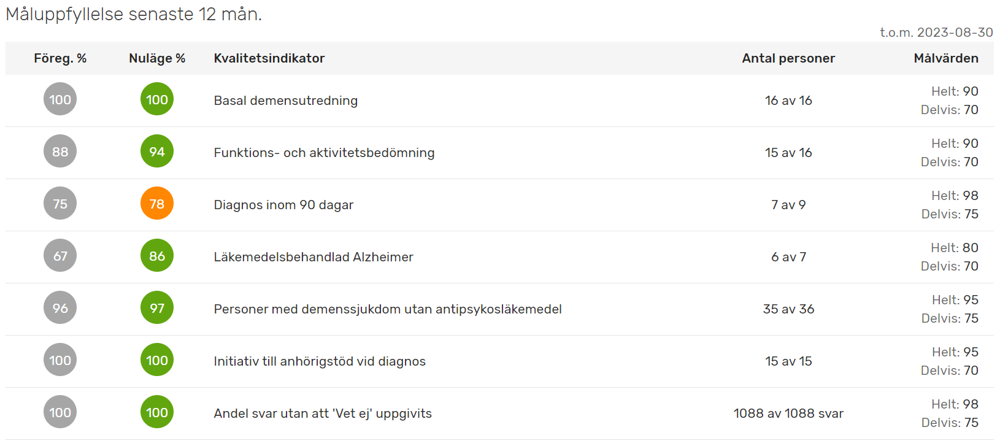 Måluppfyllelse senaste 12 mån.
t.o.m. 2023-08-30
Föreg. % Nuläge % Kvalitetsindikator Antal personer Målvärden
100 100 Basal demensutredning 16 av 16 Helt: 90
Delvis: 70
88 94 Funktions- och aktivitetsbedömning 15 av 16 Helt: 90
Delvis: 70
75 78 Diagnos inom 90 dagar 7 av 9 Helt: 98
Delvis: 75
67 86 Läkemedelsbehandlad Alzheimer 6 av 7 Helt: 80
Delvis: 70
96 97 Personer med demenssjukdom utan antipsykosläkemedel 35 av 36 Helt: 95
Delvis: 75
100 100 Initiativ till anhörigstöd vid diagnos 15 av 15 Helt: 95
Delvis: 70
100 100 Andel svar utan att 'Vet ej' uppgivits 1088 av 1088 svar Helt: 98
Delvis: 75